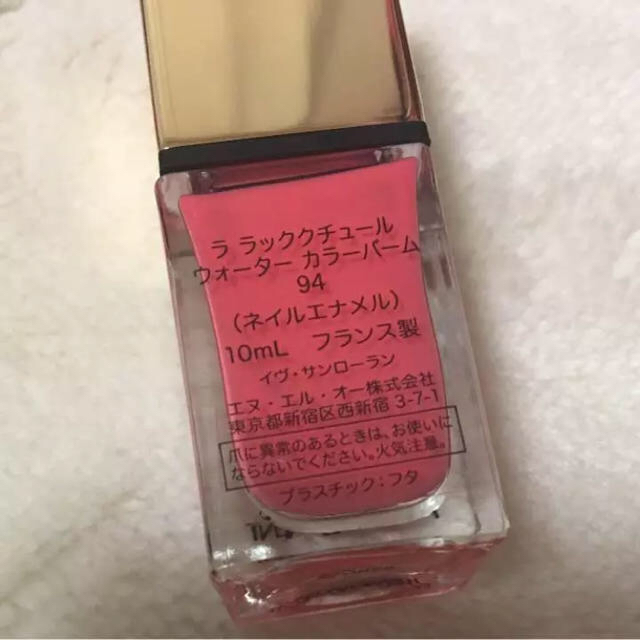 ラ ラッククチュール
ウォーター カラーバーム
94
（ネイルエナメル）
10mL　フランス製
イヴ・サンローラン
エヌ・エル・オー株式会社
東京都新宿区西新宿 3-7-1
爪に異常のあるときは、お使いに
ならないでください。火気注意。
プラスチック：フタ